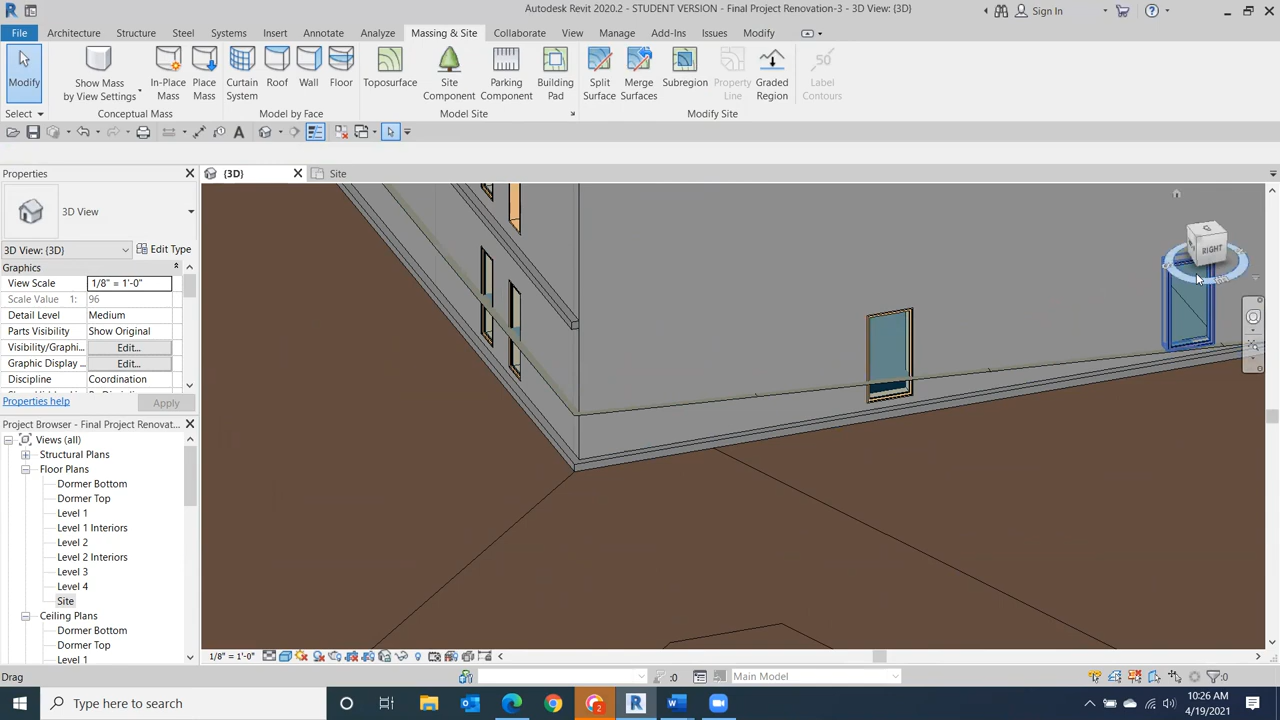 Autodesk Revit 2020.2 - STUDENT VERSION - Final Project Renovation-3 - 3D View: {3D}
Sign In
File Architecture Structure Steel Systems Insert Annotate Analyze Massing & Site Collaborate View Manage Add-Ins Issues Modify
Modify
Show Mass by View Settings
In-Place Mass
Place Mass
Curtain System
Roof
Wall
Floor
Toposurface
Site Component
Parking Component
Building Pad
Split Surface
Merge Surfaces
Subregion
Property Line
Graded Region
Label Contours
Select Conceptual Mass Model by Face Model Site Modify Site
Properties
{3D}
Site
3D View
3D View: {3D} Edit Type
Graphics
View Scale 1/8" = 1'-0"
Scale Value 1: 96
Detail Level Medium
Parts Visibility Show Original
Visibility/Graphi... Edit...
Graphic Display ... Edit...
Discipline Coordination
Properties help Apply
Project Browser - Final Project Renovat...
Views (all)
Structural Plans
Floor Plans
Dormer Bottom
Dormer Top
Level 1
Level 1 Interiors
Level 2
Level 2 Interiors
Level 3
Level 4
Site
Ceiling Plans
Dormer Bottom
Dormer Top
Level 1
RIGHT
1/8" = 1'-0"
Drag
:0
Main Model
:0
Type here to search
2
10:26 AM
4/19/2021